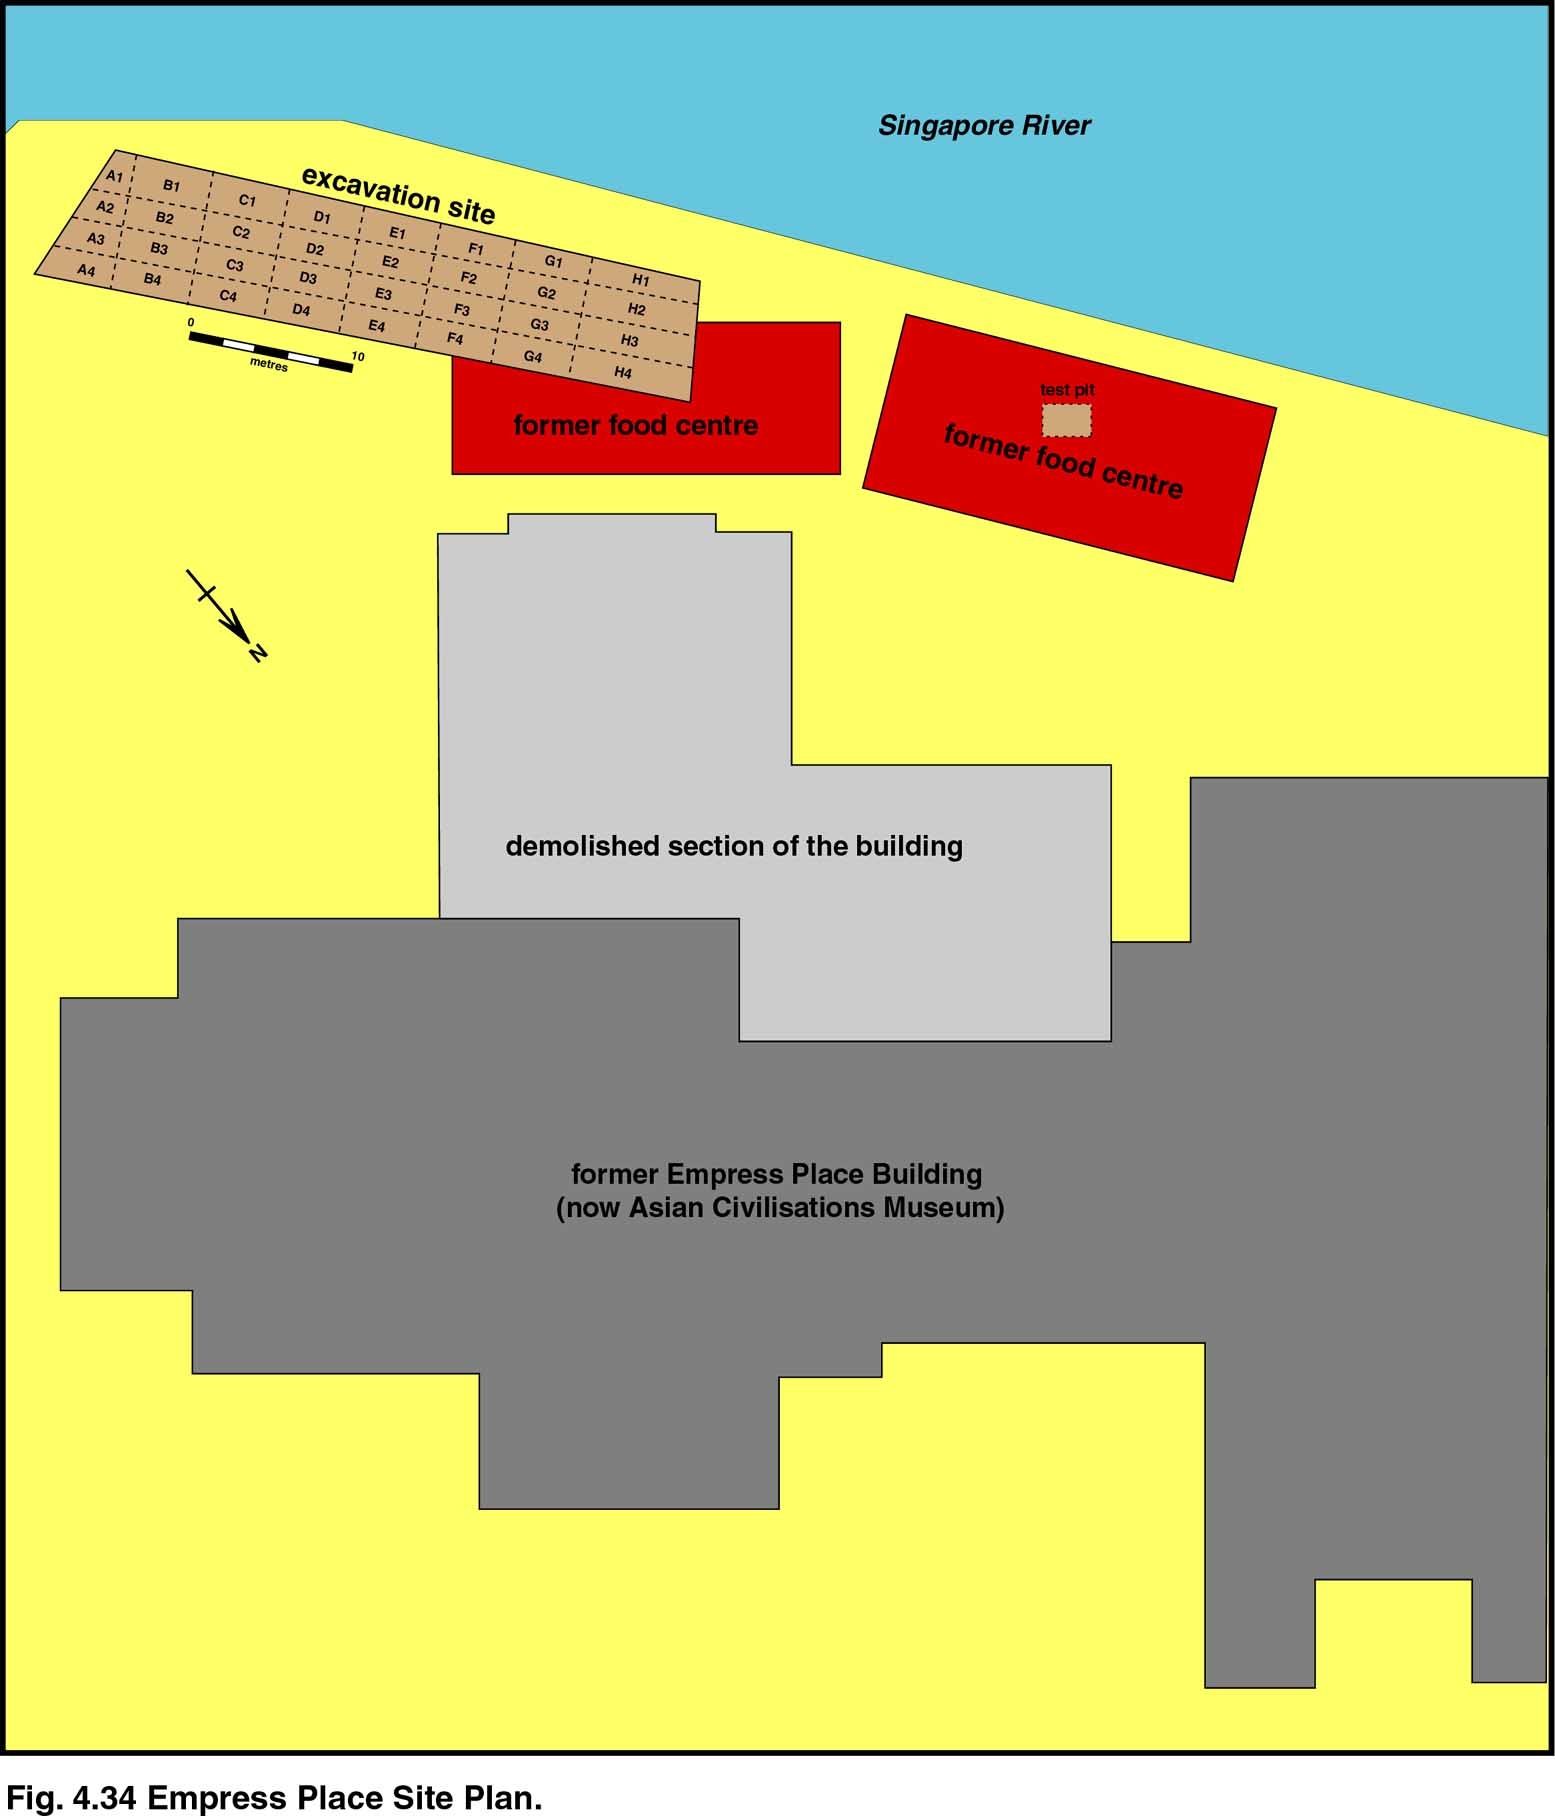 Singapore River
excavation site
A1 B1 C1 D1 E1 F1 G1 H1
A2 B2 C2 D2 E2 F2 G2 H2
A3 B3 C3 D3 E3 F3 G3 H3
A4 B4 C4 D4 E4 F4 G4 H4
0 10
metres
test pit
former food centre
former food centre
N
demolished section of the building
former Empress Place Building
(now Asian Civilisations Museum)
Fig. 4.34 Empress Place Site Plan.